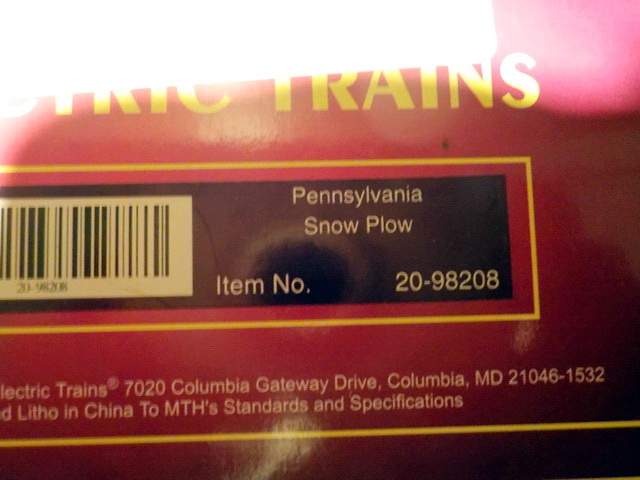 CTRIC TRAINS
Pennsylvania
Snow Plow
Item No. 20-98208
20-98208
lectric Trains® 7020 Columbia Gateway Drive, Columbia, MD 21046-1532
d Litho in China To MTH's Standards and Specifications